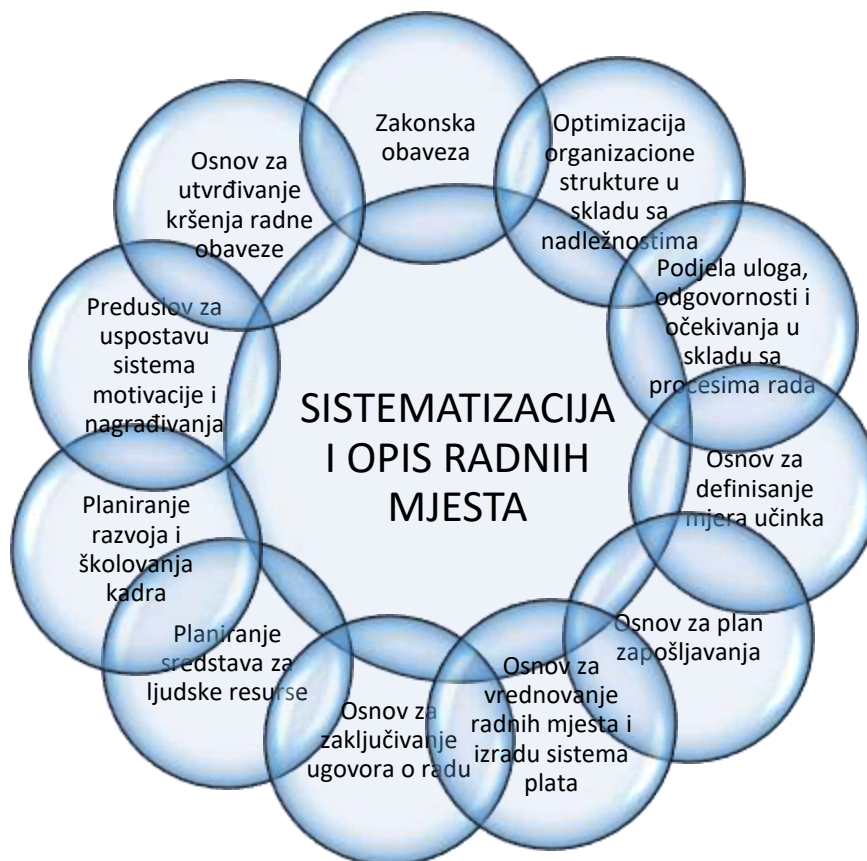 Zakonska
obaveza
Optimizacija
organizacione
strukture u
skladu sa
nadležnostima
Podjela uloga,
odgovornosti i
očekivanja u
skladu sa
procesima rada
Osnov za
definisanje
mjera učinka
Osnov za plan
zapošljavanja
Osnov za
vrednovanje
radnih mjesta i
izradu sistema
plata
Osnov za
zaključivanje
ugovora o radu
Planiranje
sredstava za
ljudske resurse
Planiranje
razvoja i
školovanja
kadra
Preduslov za
uspostavu
sistema
motivacije i
nagrađivanja
Osnov za
utvrđivanje
kršenja radne
obaveze
SISTEMATIZACIJA
I OPIS RADNIH
MJESTA